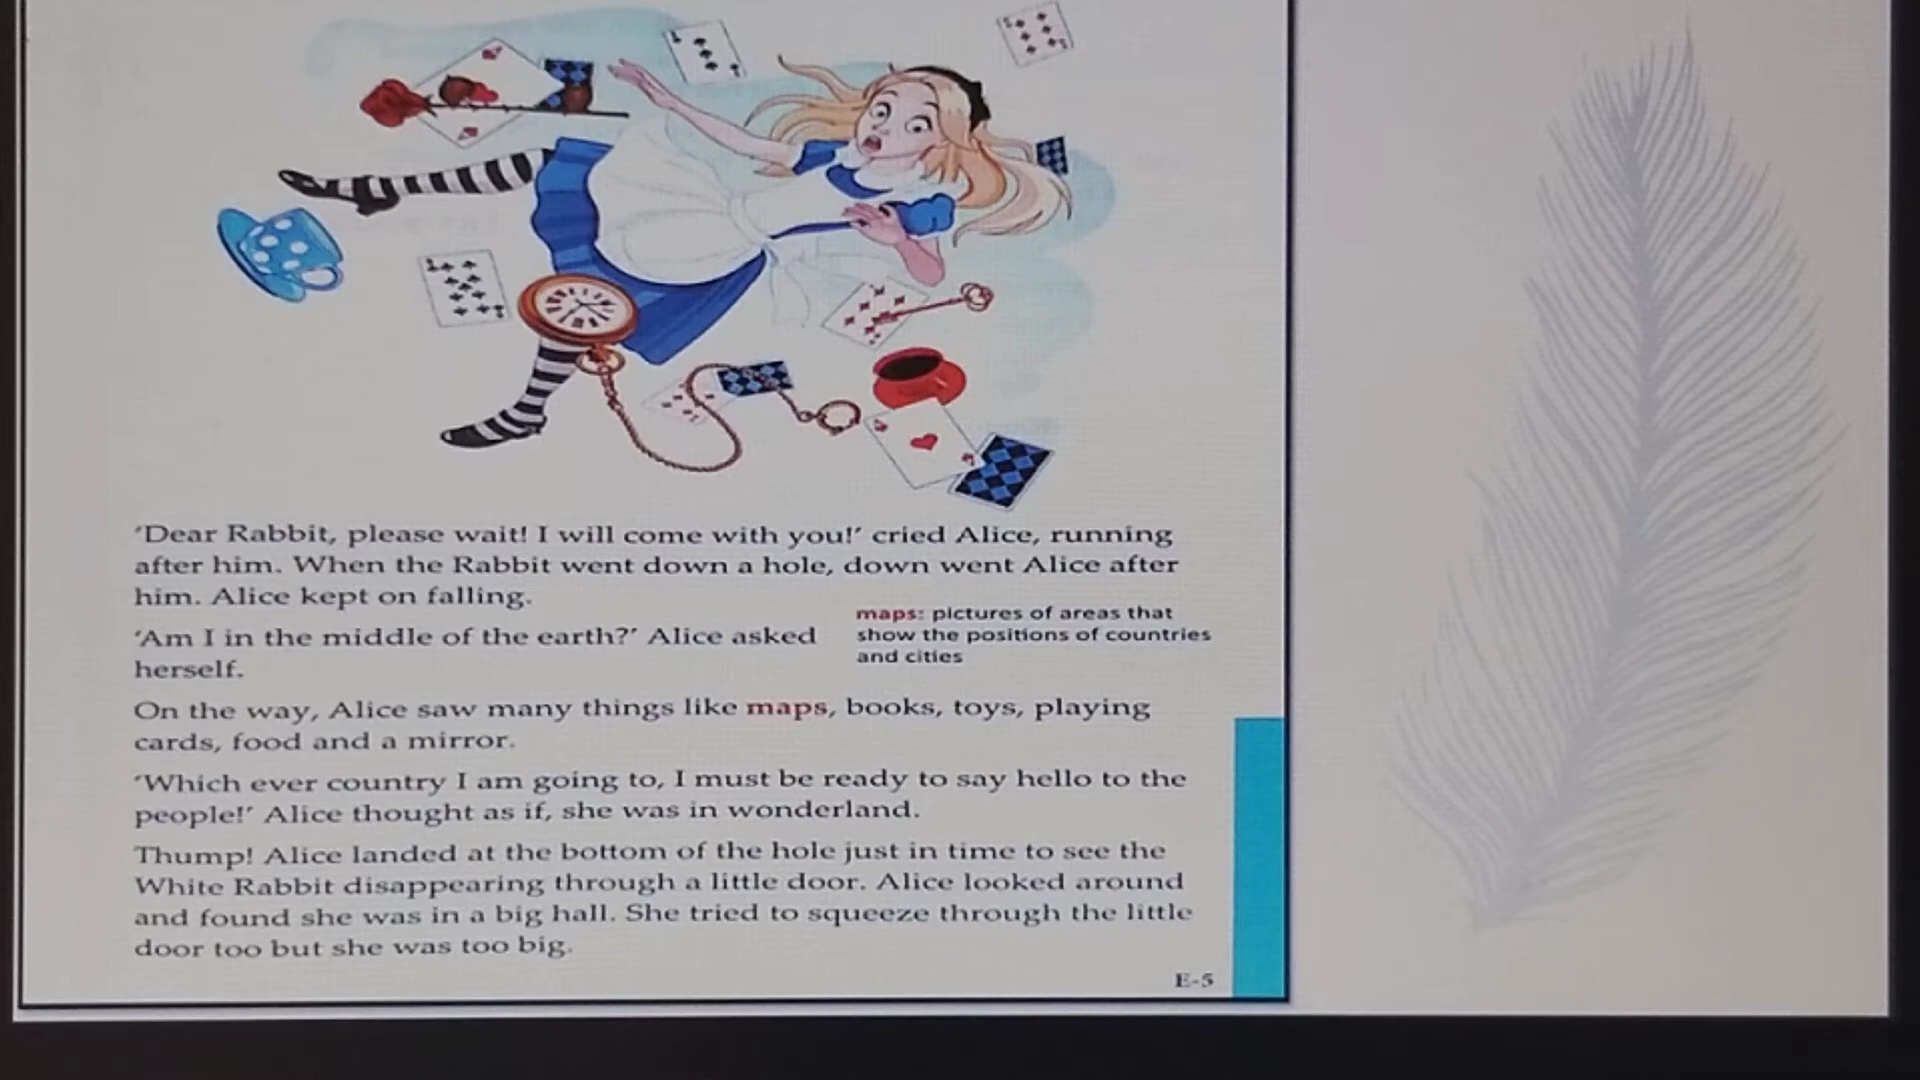 ‘Dear Rabbit, please wait! I will come with you!’ cried Alice, running
after him. When the Rabbit went down a hole, down went Alice after
him. Alice kept on falling.
maps: pictures of areas that
show the positions of countries
and cities
‘Am I in the middle of the earth?’ Alice asked
herself.
On the way, Alice saw many things like maps, books, toys, playing
cards, food and a mirror.
‘Which ever country I am going to, I must be ready to say hello to the
people!’ Alice thought as if, she was in wonderland.
Thump! Alice landed at the bottom of the hole just in time to see the
White Rabbit disappearing through a little door. Alice looked around
and found she was in a big hall. She tried to squeeze through the little
door too but she was too big.
E-5